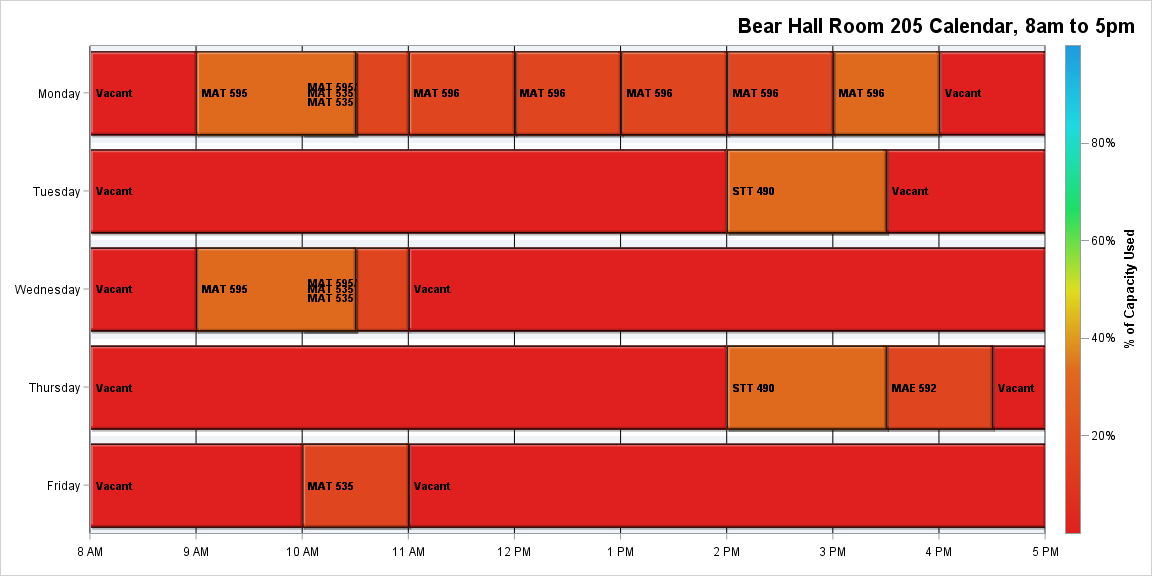 Bear Hall Room 205 Calendar, 8am to 5pm
Monday
Vacant
MAT 595
MAT 595/
MAT 535
MAT 535
MAT 596
MAT 596
MAT 596
MAT 596
MAT 596
Vacant
Tuesday
Vacant
STT 490
Vacant
Wednesday
Vacant
MAT 595
MAT 595/
MAT 535
MAT 535
Vacant
Thursday
Vacant
STT 490
MAE 592
Vacant
Friday
Vacant
MAT 535
Vacant
8 AM 9 AM 10 AM 11 AM 12 PM 1 PM 2 PM 3 PM 4 PM 5 PM
80%
60%
40%
20%
% of Capacity Used